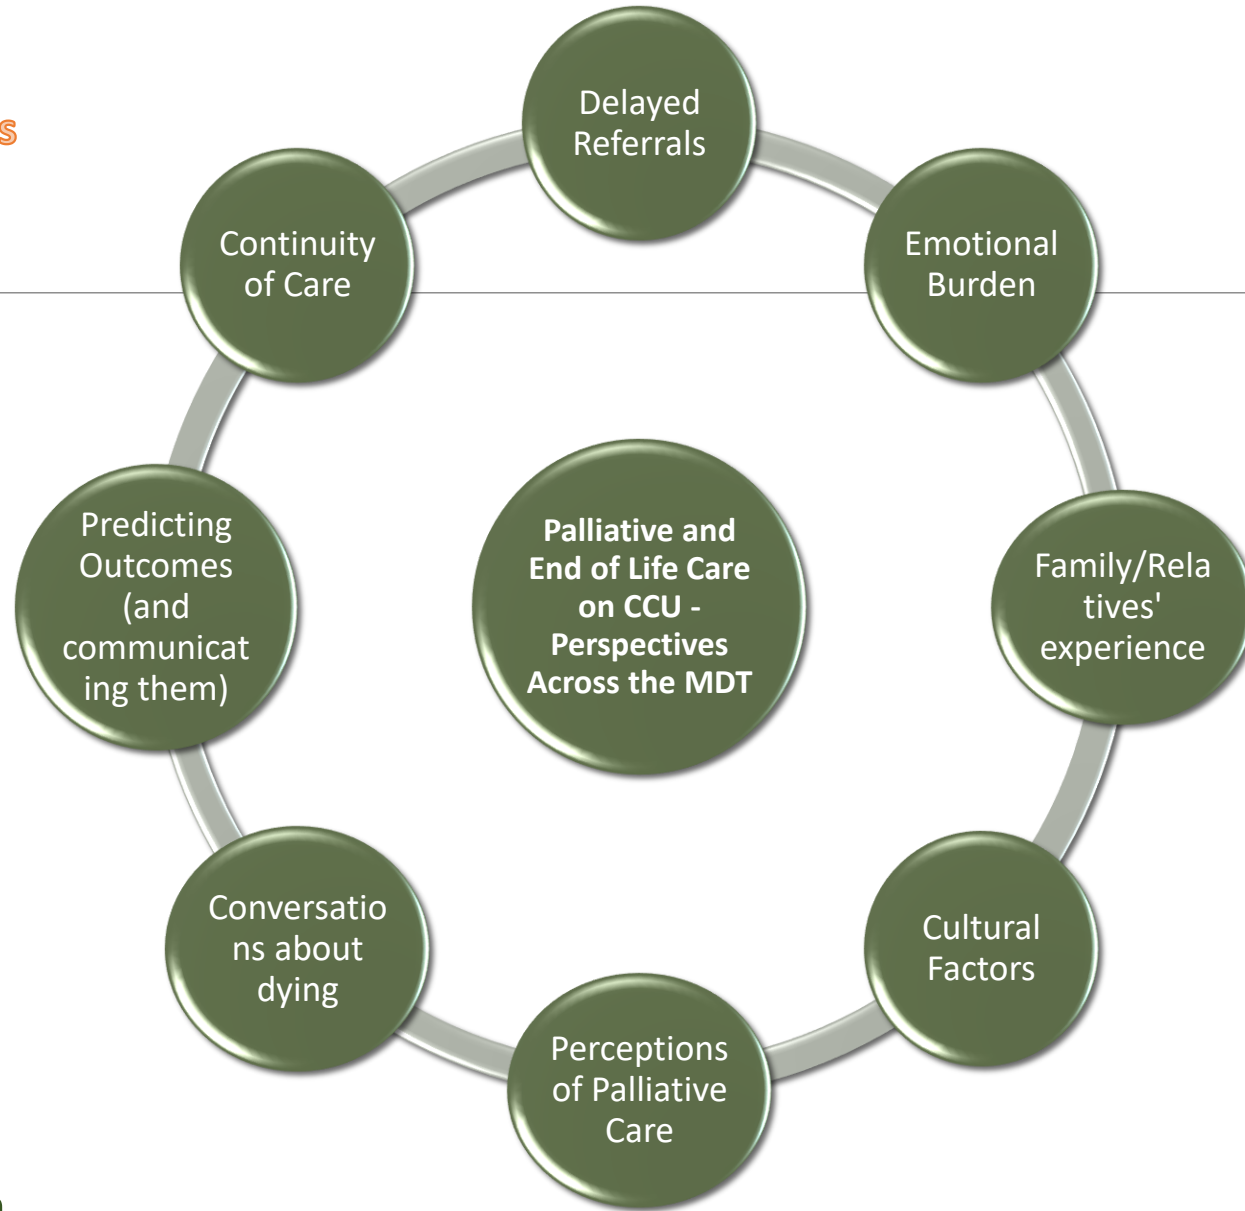 s
Delayed
Referrals
Emotional
Burden
Family/Rela
tives'
experience
Cultural
Factors
Perceptions
of Palliative
Care
Conversatio
ns about
dying
Predicting
Outcomes
(and
communicat
ing them)
Continuity
of Care
Palliative and
End of Life Care
on CCU -
Perspectives
Across the MDT